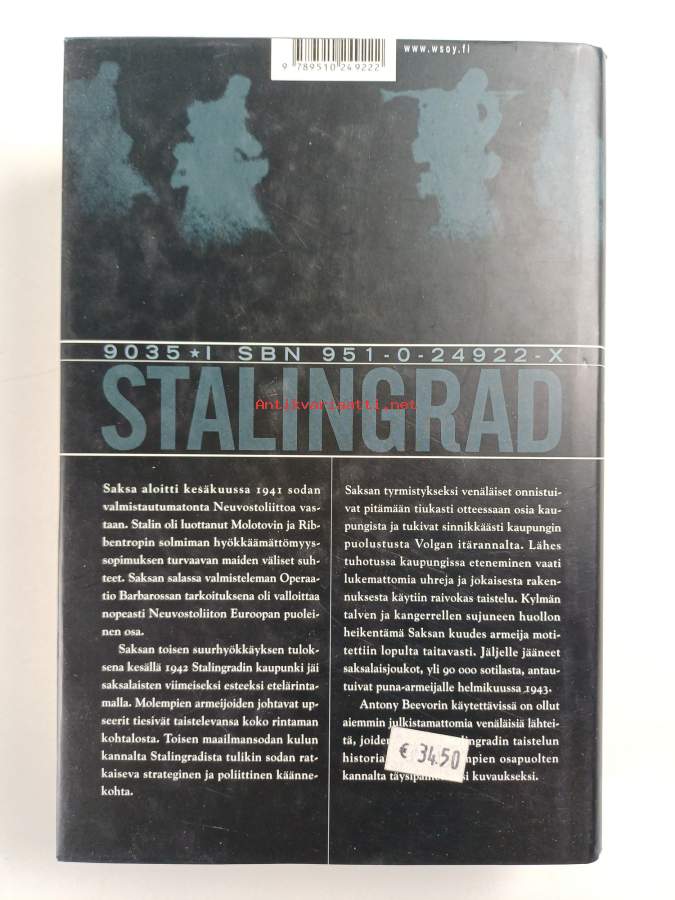 9 789510 249222
www.wsoy.fi
9035★I SBN 951-0-24922-X
STALINGRAD
Antikvariaatti.net
Saksa aloitti kesäkuussa 1941 sodan
valmistautumatonta Neuvostoliittoa vas-
taan. Stalin oli luottanut Molotovin ja Rib-
bentropin solmiman hyökkäämättömyys-
sopimuksen turvaavan maiden väliset suh-
teet. Saksan salassa valmisteleman Operaa-
tio Barbarossan tarkoituksena oli valloittaa
nopeasti Neuvostoliiton Euroopan puolei-
nen osa.
Saksan toisen suurhyökkäyksen tulok-
sena kesällä 1942 Stalingradin kaupunki jäi
saksalaisten viimeiseksi esteeksi etelärinta-
malla. Molempien armeijoiden johtavat up-
seerit tiesivät taistelevansa koko rintaman
kohtalosta. Toisen maailmansodan kulun
kannalta Stalingradista tulikin sodan rat-
kaiseva strateginen ja poliittinen käänne-
kohta.
Saksan tyrmistykseksi venäläiset onnistui-
vat pitämään tiukasti otteessaan osia kau-
pungista ja tukivat sinnikkäästi kaupungin
puolustusta Volgan itärannalta. Lähes
tuhotussa kaupungissa eteneminen vaati
lukemattomia uhreja ja jokaisesta raken-
nuksesta käytiin raivokas taistelu. Kylmän
talven ja kangerrellen sujuneen huollon
heikentämä Saksan kuudes armeija moti-
tettiin lopulta taitavasti. Jäljelle jääneet
saksalaisjoukot, yli 90 000 sotilasta, antau-
tuivat puna-armeijalle helmikuussa 1943.
Antony Beevorin käytettävissä on ollut
aiemmin julkistamattomia venäläisiä lähtei-
tä, joiden lingradin taistelun
historia mpien osapuolten
kannalta si kuvaukseksi.
€ 34.50